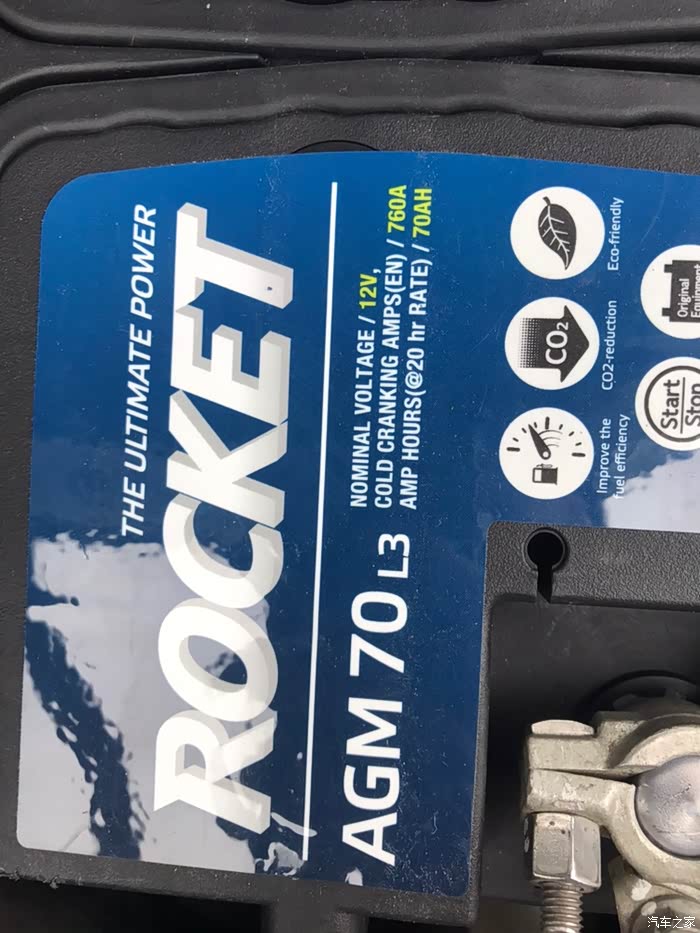 THE ULTIMATE POWER
ROCKET
AGM 70 L3
NOMINAL VOLTAGE / 12V,
COLD CRANKING AMPS(EN) / 760A
AMP HOURS(@20 hr RATE) / 70AH
Improve the
fuel efficiency
CO2
CO2-reduction
Eco-friendly
Start
Stop
Original
Equipment
汽车之家